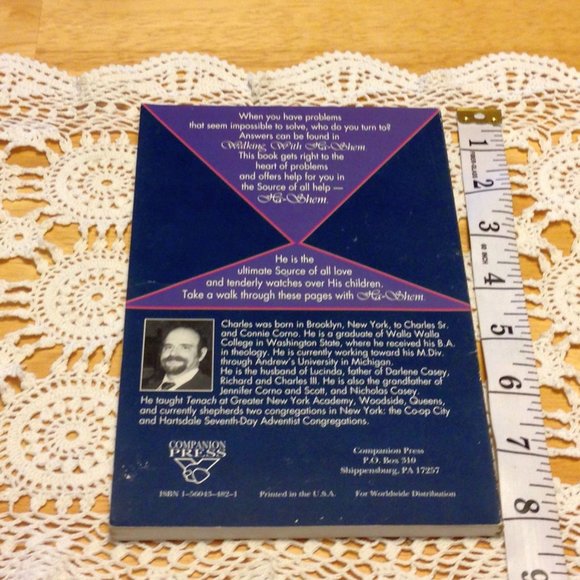 When you have problems
that seem impossible to solve, who do you turn to?
Answers can be found in
Walking With Ha-Shem.
This book gets right to the
heart of problems
and offers help for you in
the Source of all help —
Ha-Shem.
He is the
ultimate Source of all love
and tenderly watches over His children.
Take a walk through these pages with Ha-Shem.
Charles was born in Brooklyn, New York, to Charles Sr.
and Connie Corno. He is a graduate of Walla Walla
College in Washington State, where he received his B.A.
in theology. He is currently working toward his M.Div.
through Andrew's University in Michigan.
He is the husband of Lucinda, father of Darlene Casey,
Richard and Charles III. He is also the grandfather of
Jennifer Corno and Scott, and Nicholas Casey.
He taught Tenach at Greater New York Academy, Woodside, Queens,
and currently shepherds two congregations in New York: the Co-op City
and Hartsdale Seventh-Day Adventist Congregations.
COMPANION
PRESS
Companion Press
P.O. Box 310
Shippensburg, PA 17257
ISBN 1-56043-482-1
Printed in the U.S.A.
For Worldwide Distribution
1
2
3
60 INCH
4
5
6
7
8
9